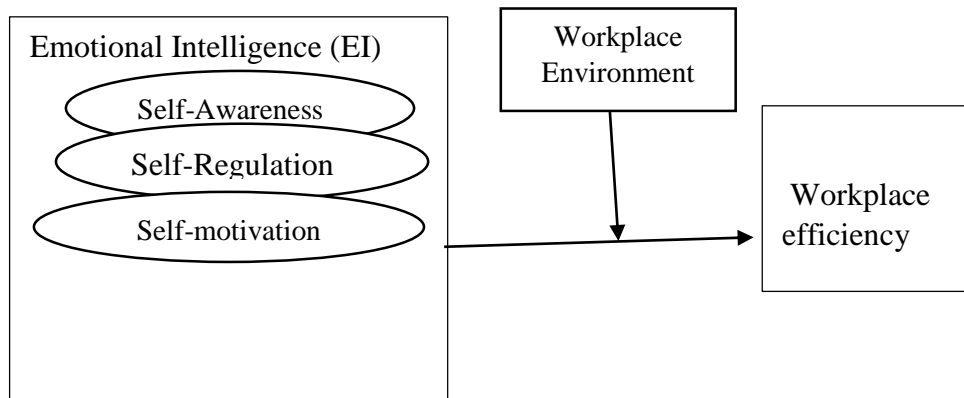 Emotional Intelligence (EI)
Self-Awareness
Self-Regulation
Self-motivation
Workplace
Environment
Workplace
efficiency